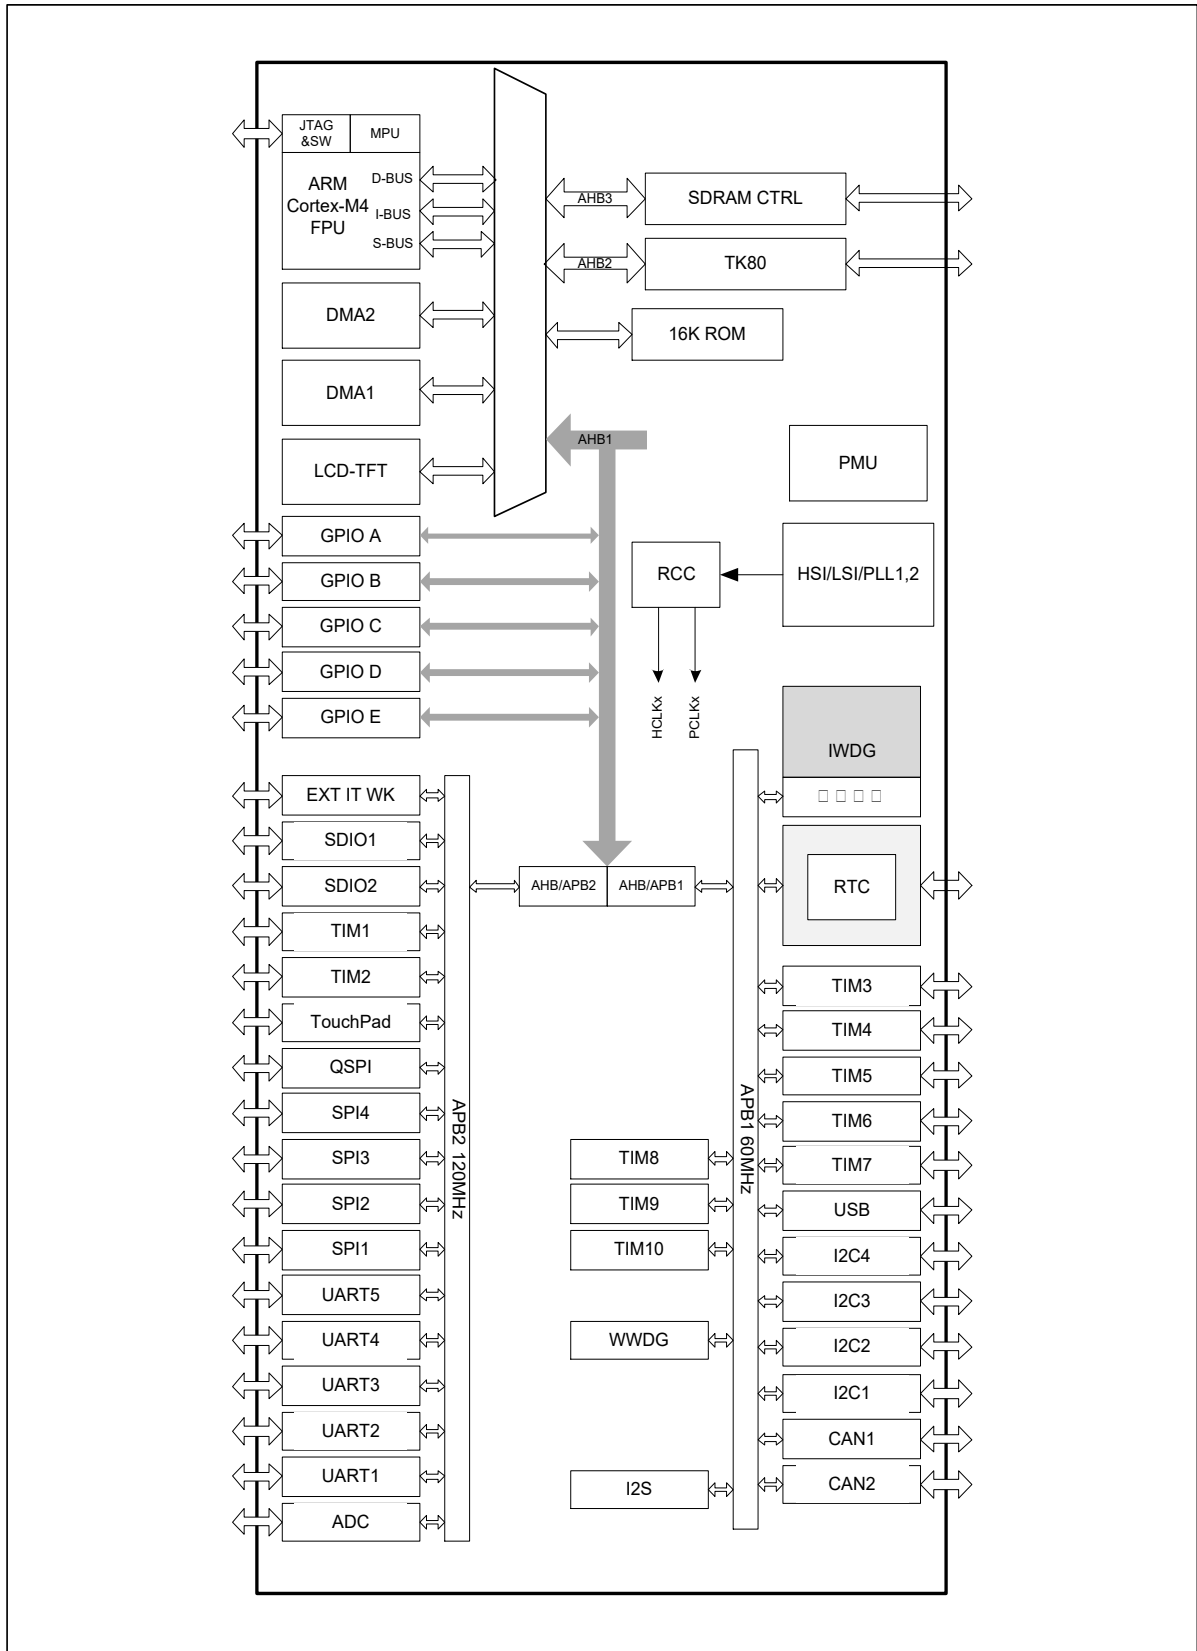 JTAG
&SW
MPU
ARM
Cortex-M4
FPU
D-BUS
I-BUS
S-BUS
DMA2
DMA1
LCD-TFT
AHB3
SDRAM CTRL
AHB2
TK80
16K ROM
AHB1
PMU
GPIO A
GPIO B
GPIO C
GPIO D
GPIO E
RCC
HSI/LSI/PLL1,2
HCLKx
PCLKx
IWDG
EXT IT WK
SDIO1
SDIO2
TIM1
TIM2
TouchPad
QSPI
SPI4
SPI3
SPI2
SPI1
UART5
UART4
UART3
UART2
UART1
ADC
APB2 120MHz
AHB/APB2
AHB/APB1
TIM8
TIM9
TIM10
WWDG
I2S
APB1 60MHz
RTC
TIM3
TIM4
TIM5
TIM6
TIM7
USB
I2C4
I2C3
I2C2
I2C1
CAN1
CAN2